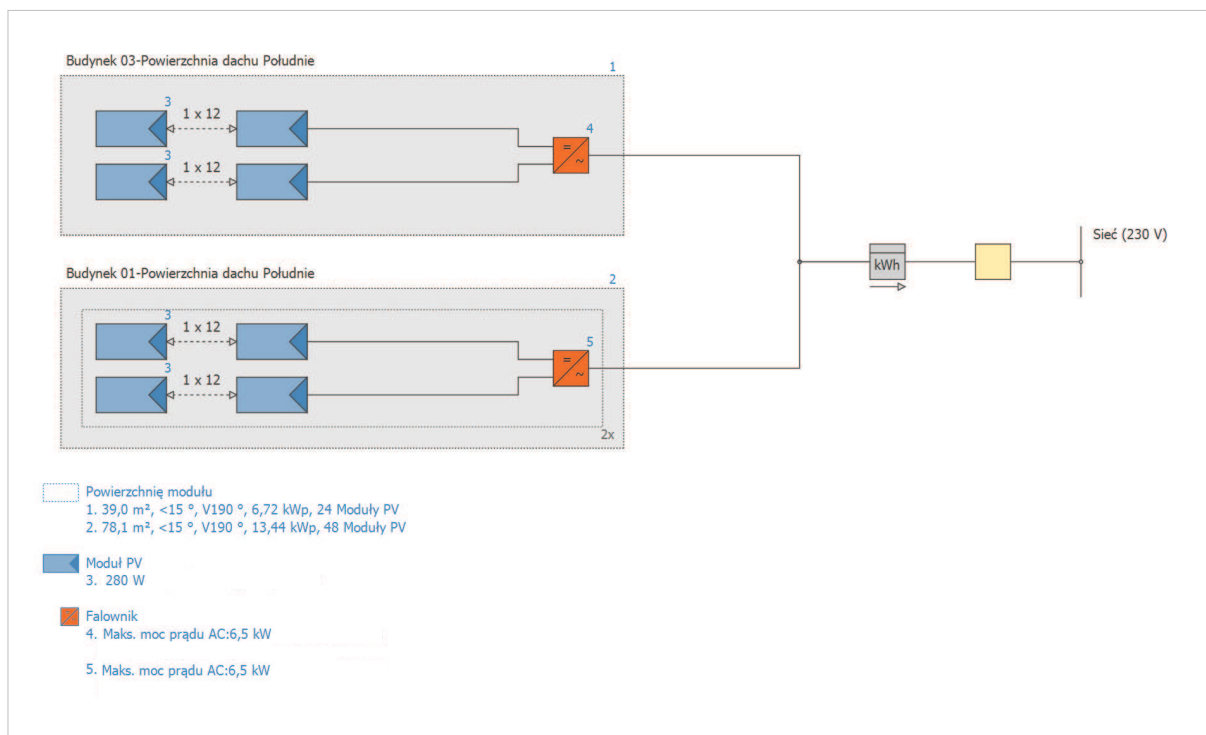 Budynek 03-Powierzchnia dachu Południe
1
3
1 x 12
4
=
~
3
1 x 12
Sieć (230 V)
kWh
Budynek 01-Powierzchnia dachu Południe
2
3
1 x 12
5
=
~
3
1 x 12
2x
Powierzchnię modułu
1. 39,0 m², <15 °, V190 °, 6,72 kWp, 24 Moduły PV
2. 78,1 m², <15 °, V190 °, 13,44 kWp, 48 Moduły PV
Moduł PV
3. 280 W
Falownik
4. Maks. moc prądu AC:6,5 kW
5. Maks. moc prądu AC:6,5 kW